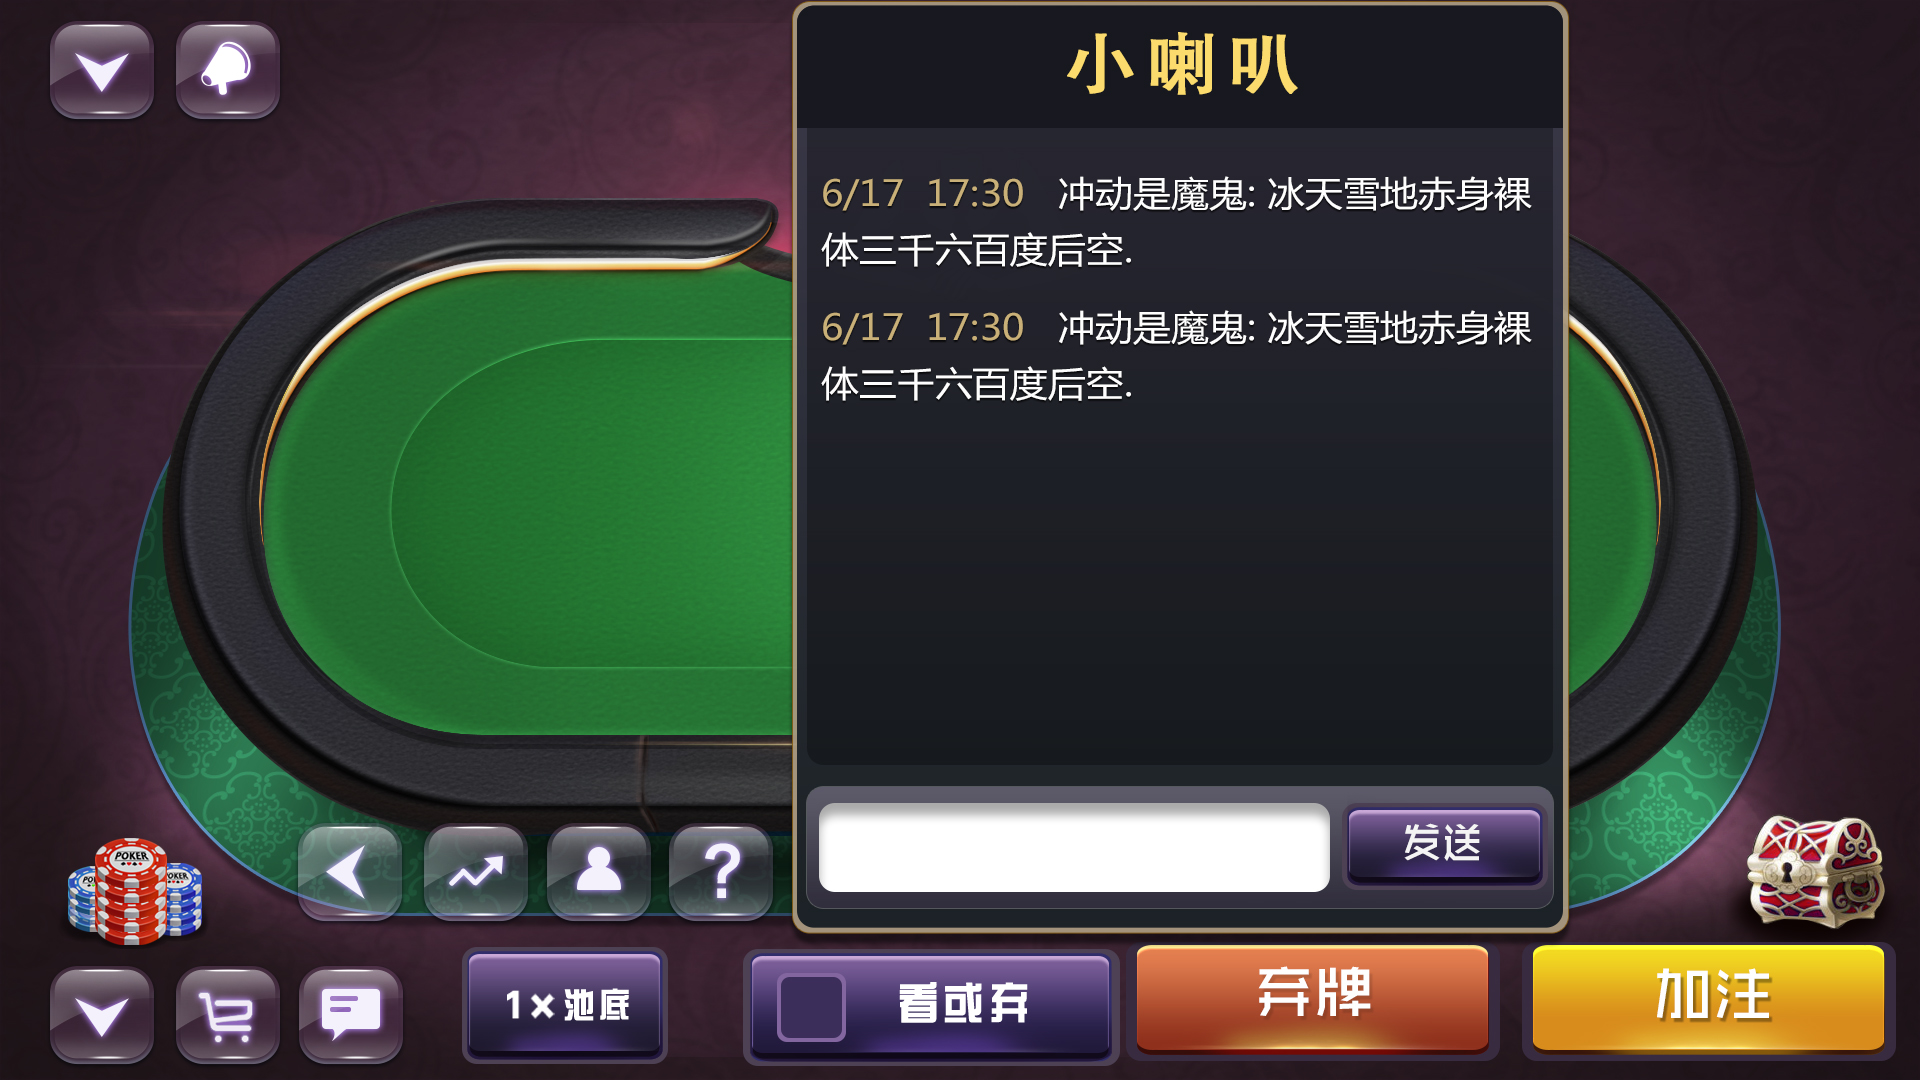 小喇叭
6/17 17:30 冲动是魔鬼: 冰天雪地赤身裸
体三千六百度后空.
6/17 17:30 冲动是魔鬼: 冰天雪地赤身裸
体三千六百度后空.
发送
POKER
1×池底
看或弃
弃牌
加注